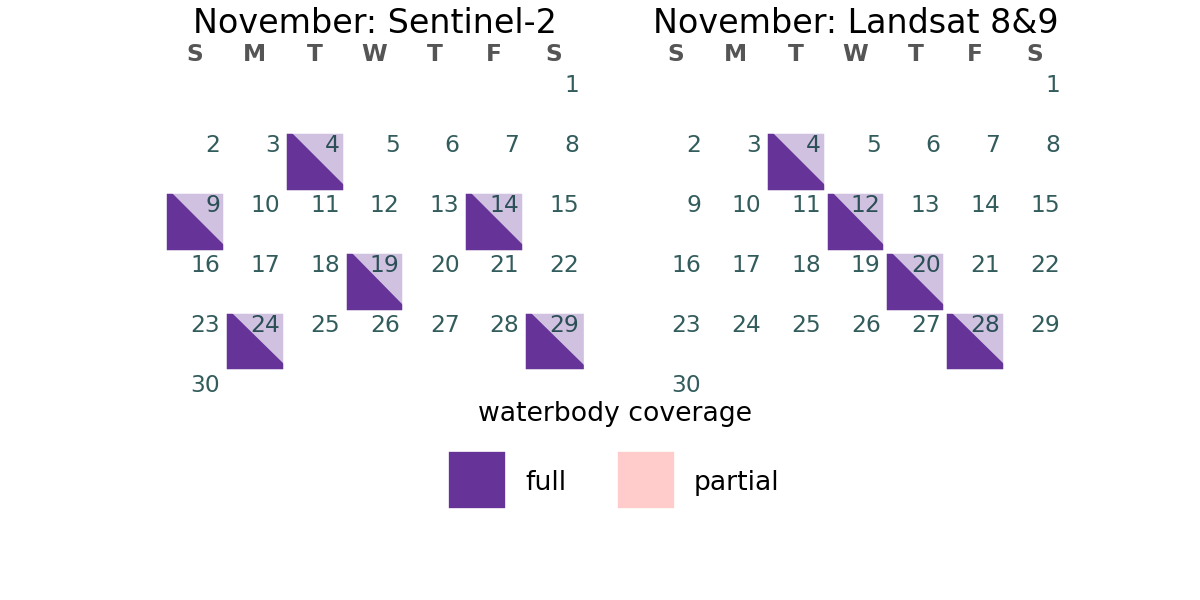 November: Sentinel-2
S M T W T F S
1
2 3 4 5 6 7 8
9 10 11 12 13 14 15
16 17 18 19 20 21 22
23 24 25 26 27 28 29
30
November: Landsat 8&9
S M T W T F S
1
2 3 4 5 6 7 8
9 10 11 12 13 14 15
16 17 18 19 20 21 22
23 24 25 26 27 28 29
30
waterbody coverage
full
partial